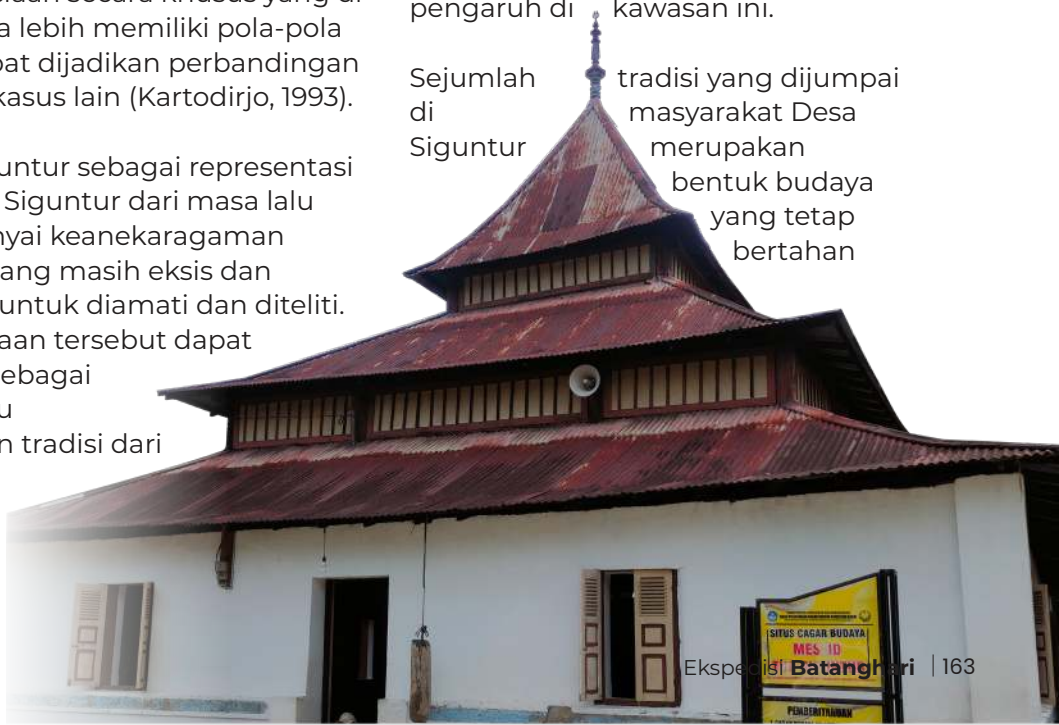 a lebih memiliki pola-pola
pat dijadikan perbandingan
kasus lain (Kartodirjo, 1993).
untur sebagai representasi
Siguntur dari masa lalu
nyai keanekaragaman
ang masih eksis dan
untuk diamati dan diteliti.
aan tersebut dapat
ebagai
u
n tradisi dari
pengaruh di kawasan ini.
Sejumlah tradisi yang dijumpai
di masyarakat Desa
Siguntur merupakan
bentuk budaya
yang tetap
bertahan
SITUS CAGAR BUDAYA
Ekspedisi Batanghari | 163
PEMBERITAHUAN